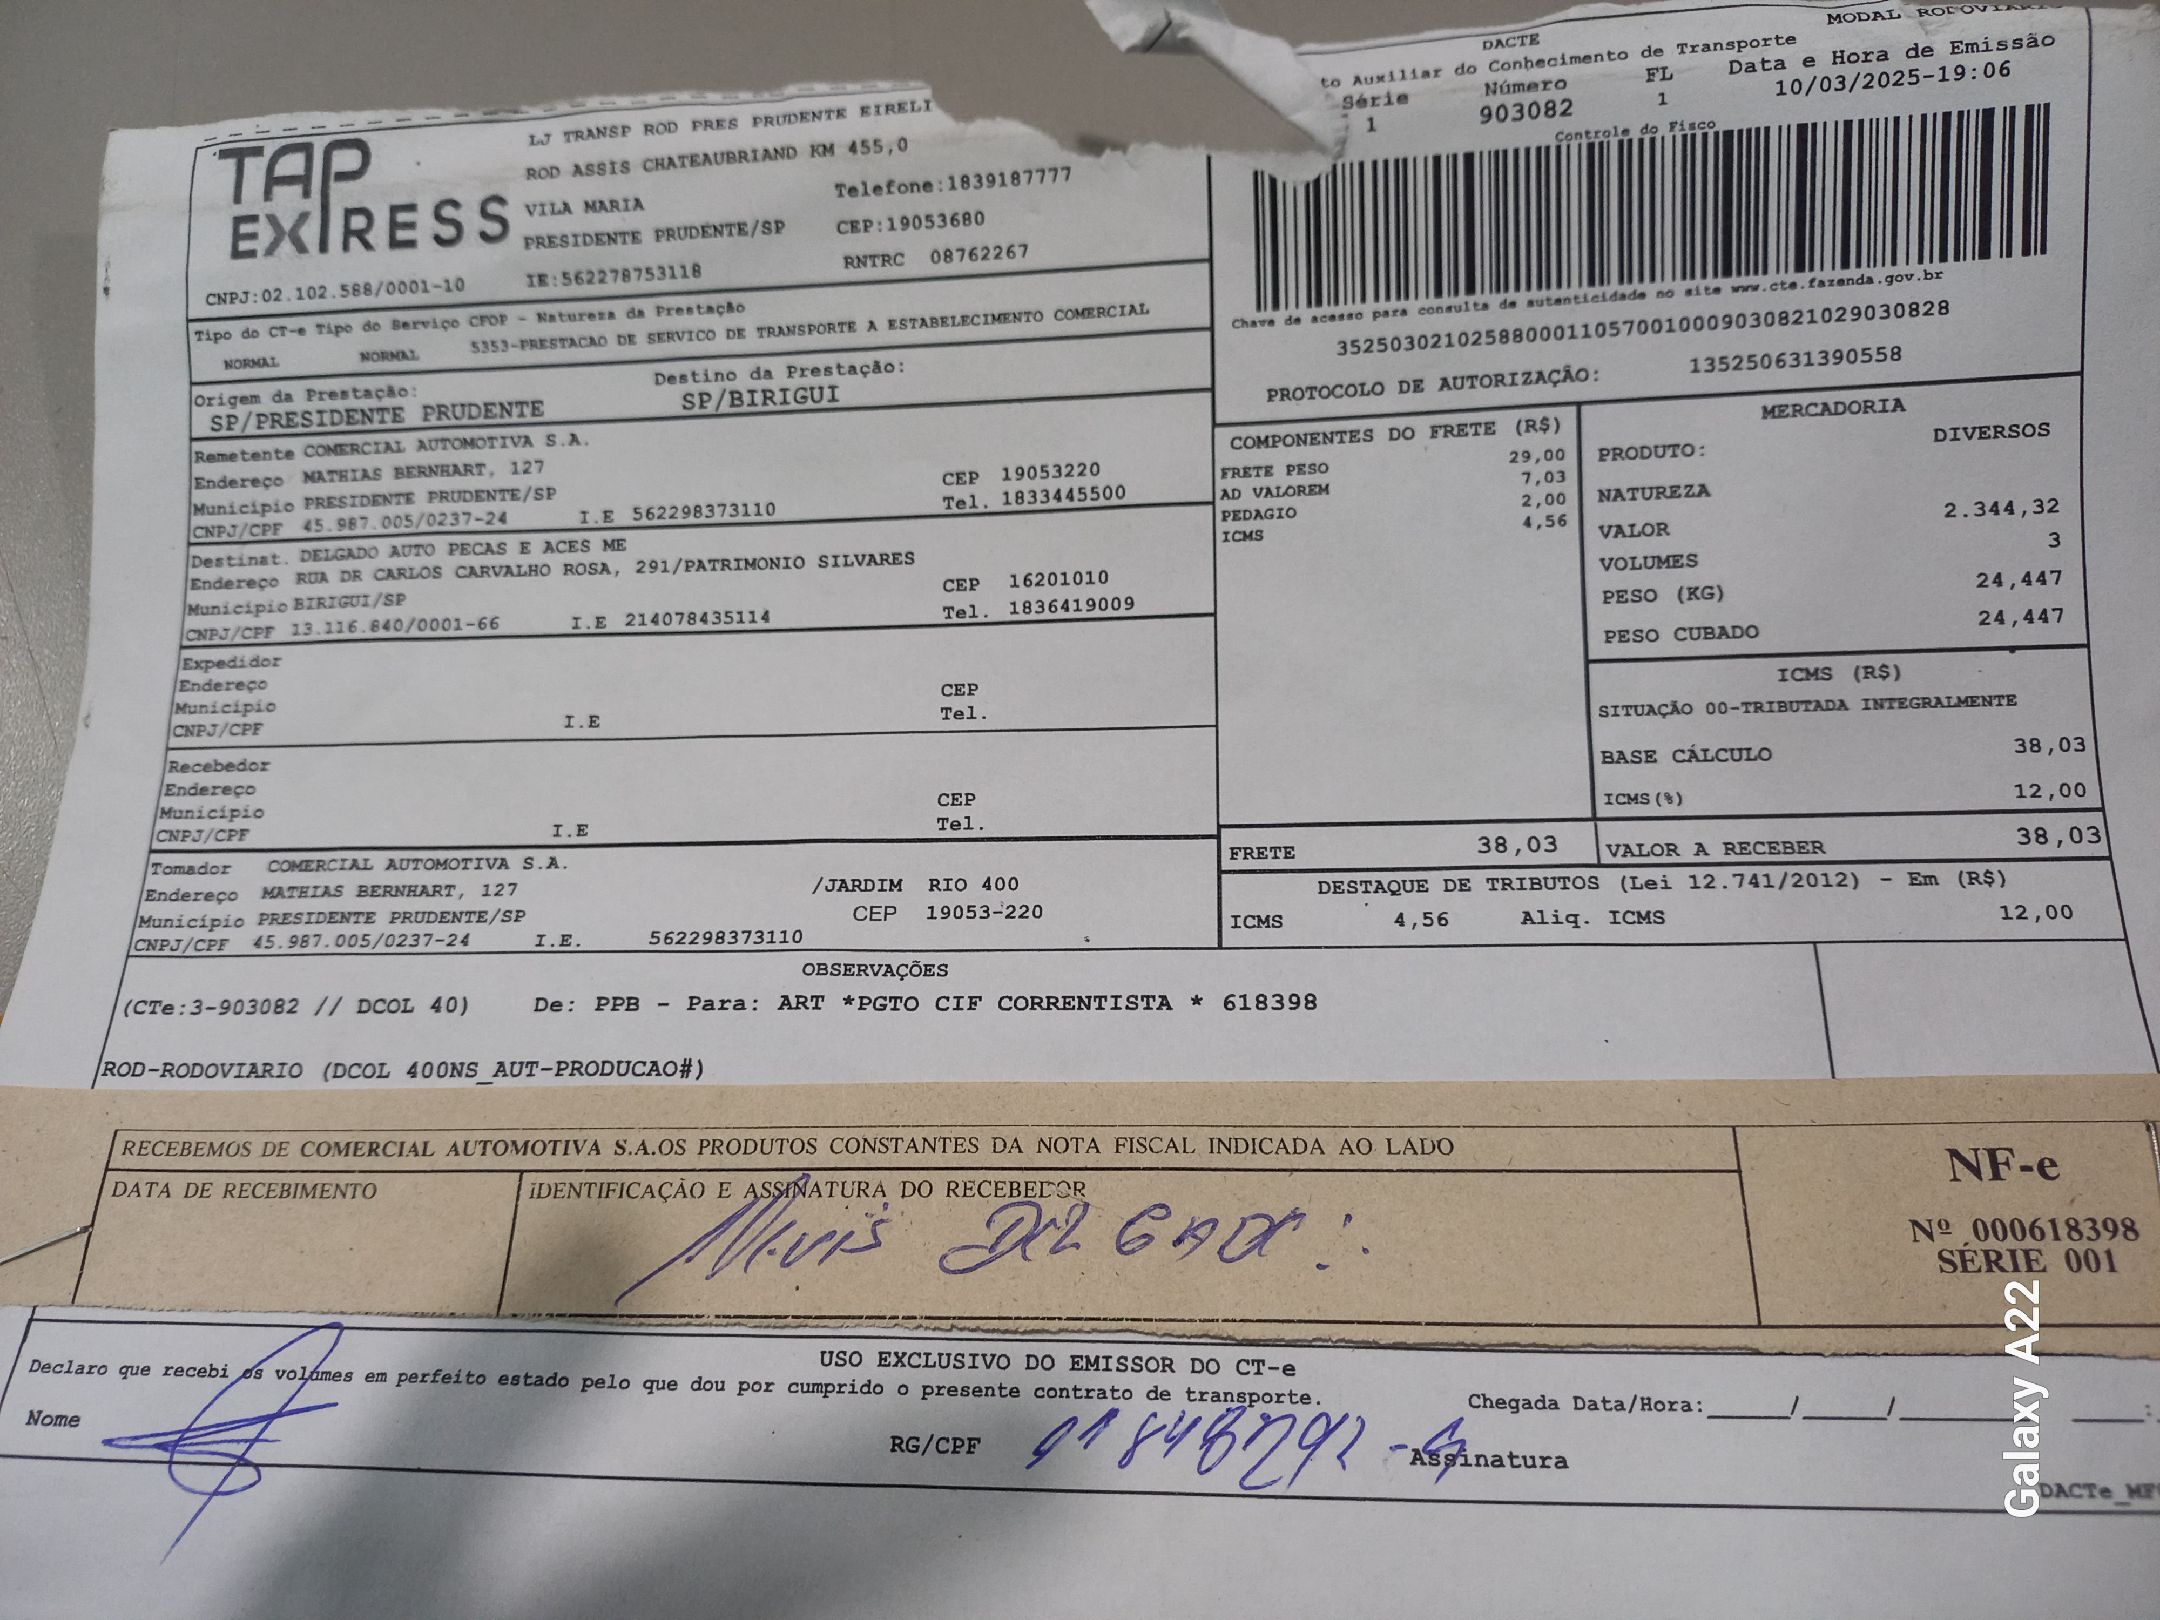 MODAL RODOVIARIO
DACTE
to Auxiliar do Conhecimento de Transporte
Série Número FL Data e Hora de Emissão
1 903082 1 10/03/2025-19:06
Controle do Fisco
TAP EXPRESS
LJ TRANSP ROD PRES PRUDENTE EIRELI
ROD ASSIS CHATEAUBRIAND KM 455,0
VILA MARIA Telefone:1839187777
PRESIDENTE PRUDENTE/SP CEP:19053680
CNPJ:02.102.588/0001-10 IE:562278753118 RNTRC 08762267
Chave de acesso para consulta de autenticidade no site www.cte.fazenda.gov.br
35250302102588000110570010009030821029030828
PROTOCOLO DE AUTORIZAÇÃO: 135250631390558
Tipo do CT-e Tipo do Serviço CFOP - Natureza da Prestação
NORMAL NORMAL 5353-PRESTACAO DE SERVICO DE TRANSPORTE A ESTABELECIMENTO COMERCIAL
Origem da Prestação: Destino da Prestação:
SP/PRESIDENTE PRUDENTE SP/BIRIGUI
Remetente COMERCIAL AUTOMOTIVA S.A.
Endereço MATHIAS BERNHART, 127 CEP 19053220
Município PRESIDENTE PRUDENTE/SP Tel. 1833445500
CNPJ/CPF 45.987.005/0237-24 I.E 562298373110
Destinat. DELGADO AUTO PECAS E ACES ME
Endereço RUA DR CARLOS CARVALHO ROSA, 291/PATRIMONIO SILVARES
Município BIRIGUI/SP CEP 16201010
CNPJ/CPF 13.116.840/0001-66 I.E 214078435114 Tel. 1836419009
Expedidor
Endereço
Município CEP
CNPJ/CPF I.E Tel.
Recebedor
Endereço
Município CEP
CNPJ/CPF I.E Tel.
Tomador COMERCIAL AUTOMOTIVA S.A.
Endereço MATHIAS BERNHART, 127 /JARDIM RIO 400
Município PRESIDENTE PRUDENTE/SP CEP 19053-220
CNPJ/CPF 45.987.005/0237-24 I.E. 562298373110
COMPONENTES DO FRETE (R$)
FRETE PESO 29,00
AD VALOREM 7,03
PEDAGIO 2,00
ICMS 4,56
MERCADORIA
PRODUTO: DIVERSOS
NATUREZA
VALOR 2.344,32
VOLUMES 3
PESO (KG) 24,447
PESO CUBADO 24,447
ICMS (R$)
SITUAÇÃO 00-TRIBUTADA INTEGRALMENTE
BASE CÁLCULO 38,03
ICMS(%) 12,00
FRETE 38,03 VALOR A RECEBER 38,03
DESTAQUE DE TRIBUTOS (Lei 12.741/2012) - Em (R$)
ICMS 4,56 Aliq. ICMS 12,00
OBSERVAÇÕES
(CTe:3-903082 // DCOL 40) De: PPB - Para: ART *PGTO CIF CORRENTISTA * 618398
ROD-RODOVIARIO (DCOL 400NS_AUT-PRODUCAO#)
RECEBEMOS DE COMERCIAL AUTOMOTIVA S.A.OS PRODUTOS CONSTANTES DA NOTA FISCAL INDICADA AO LADO
DATA DE RECEBIMENTO IDENTIFICAÇÃO E ASSINATURA DO RECEBEDOR
NF-e
Nº 000618398
SÉRIE 001
USO EXCLUSIVO DO EMISSOR DO CT-e
Declaro que recebi os volumes em perfeito estado pelo que dou por cumprido o presente contrato de transporte.
Chegada Data/Hora:_____/_____/_____ ____:
Nome RG/CPF Assinatura
Galaxy A22